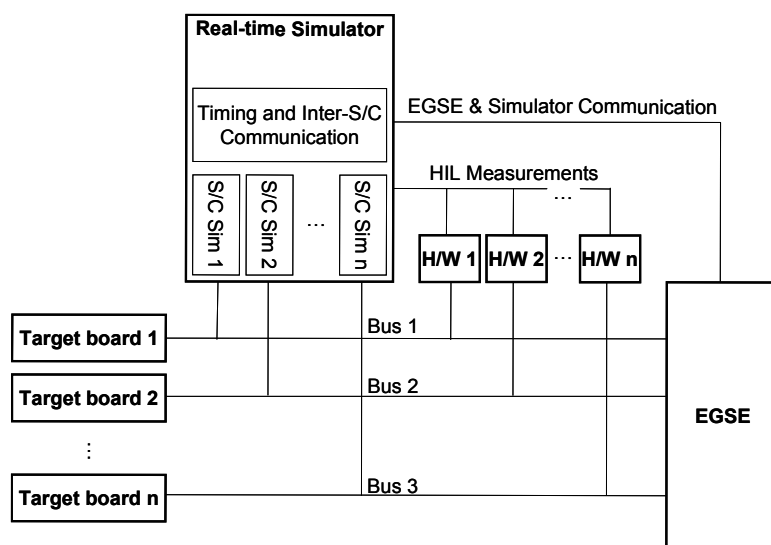 Real-time Simulator
Timing and Inter-S/C
Communication
EGSE & Simulator Communication
HIL Measurements
...
S/C Sim 1
S/C Sim 2
...
S/C Sim n
H/W 1
H/W 2
...
H/W n
Target board 1
Bus 1
Target board 2
Bus 2
EGSE
...
Target board n
Bus 3